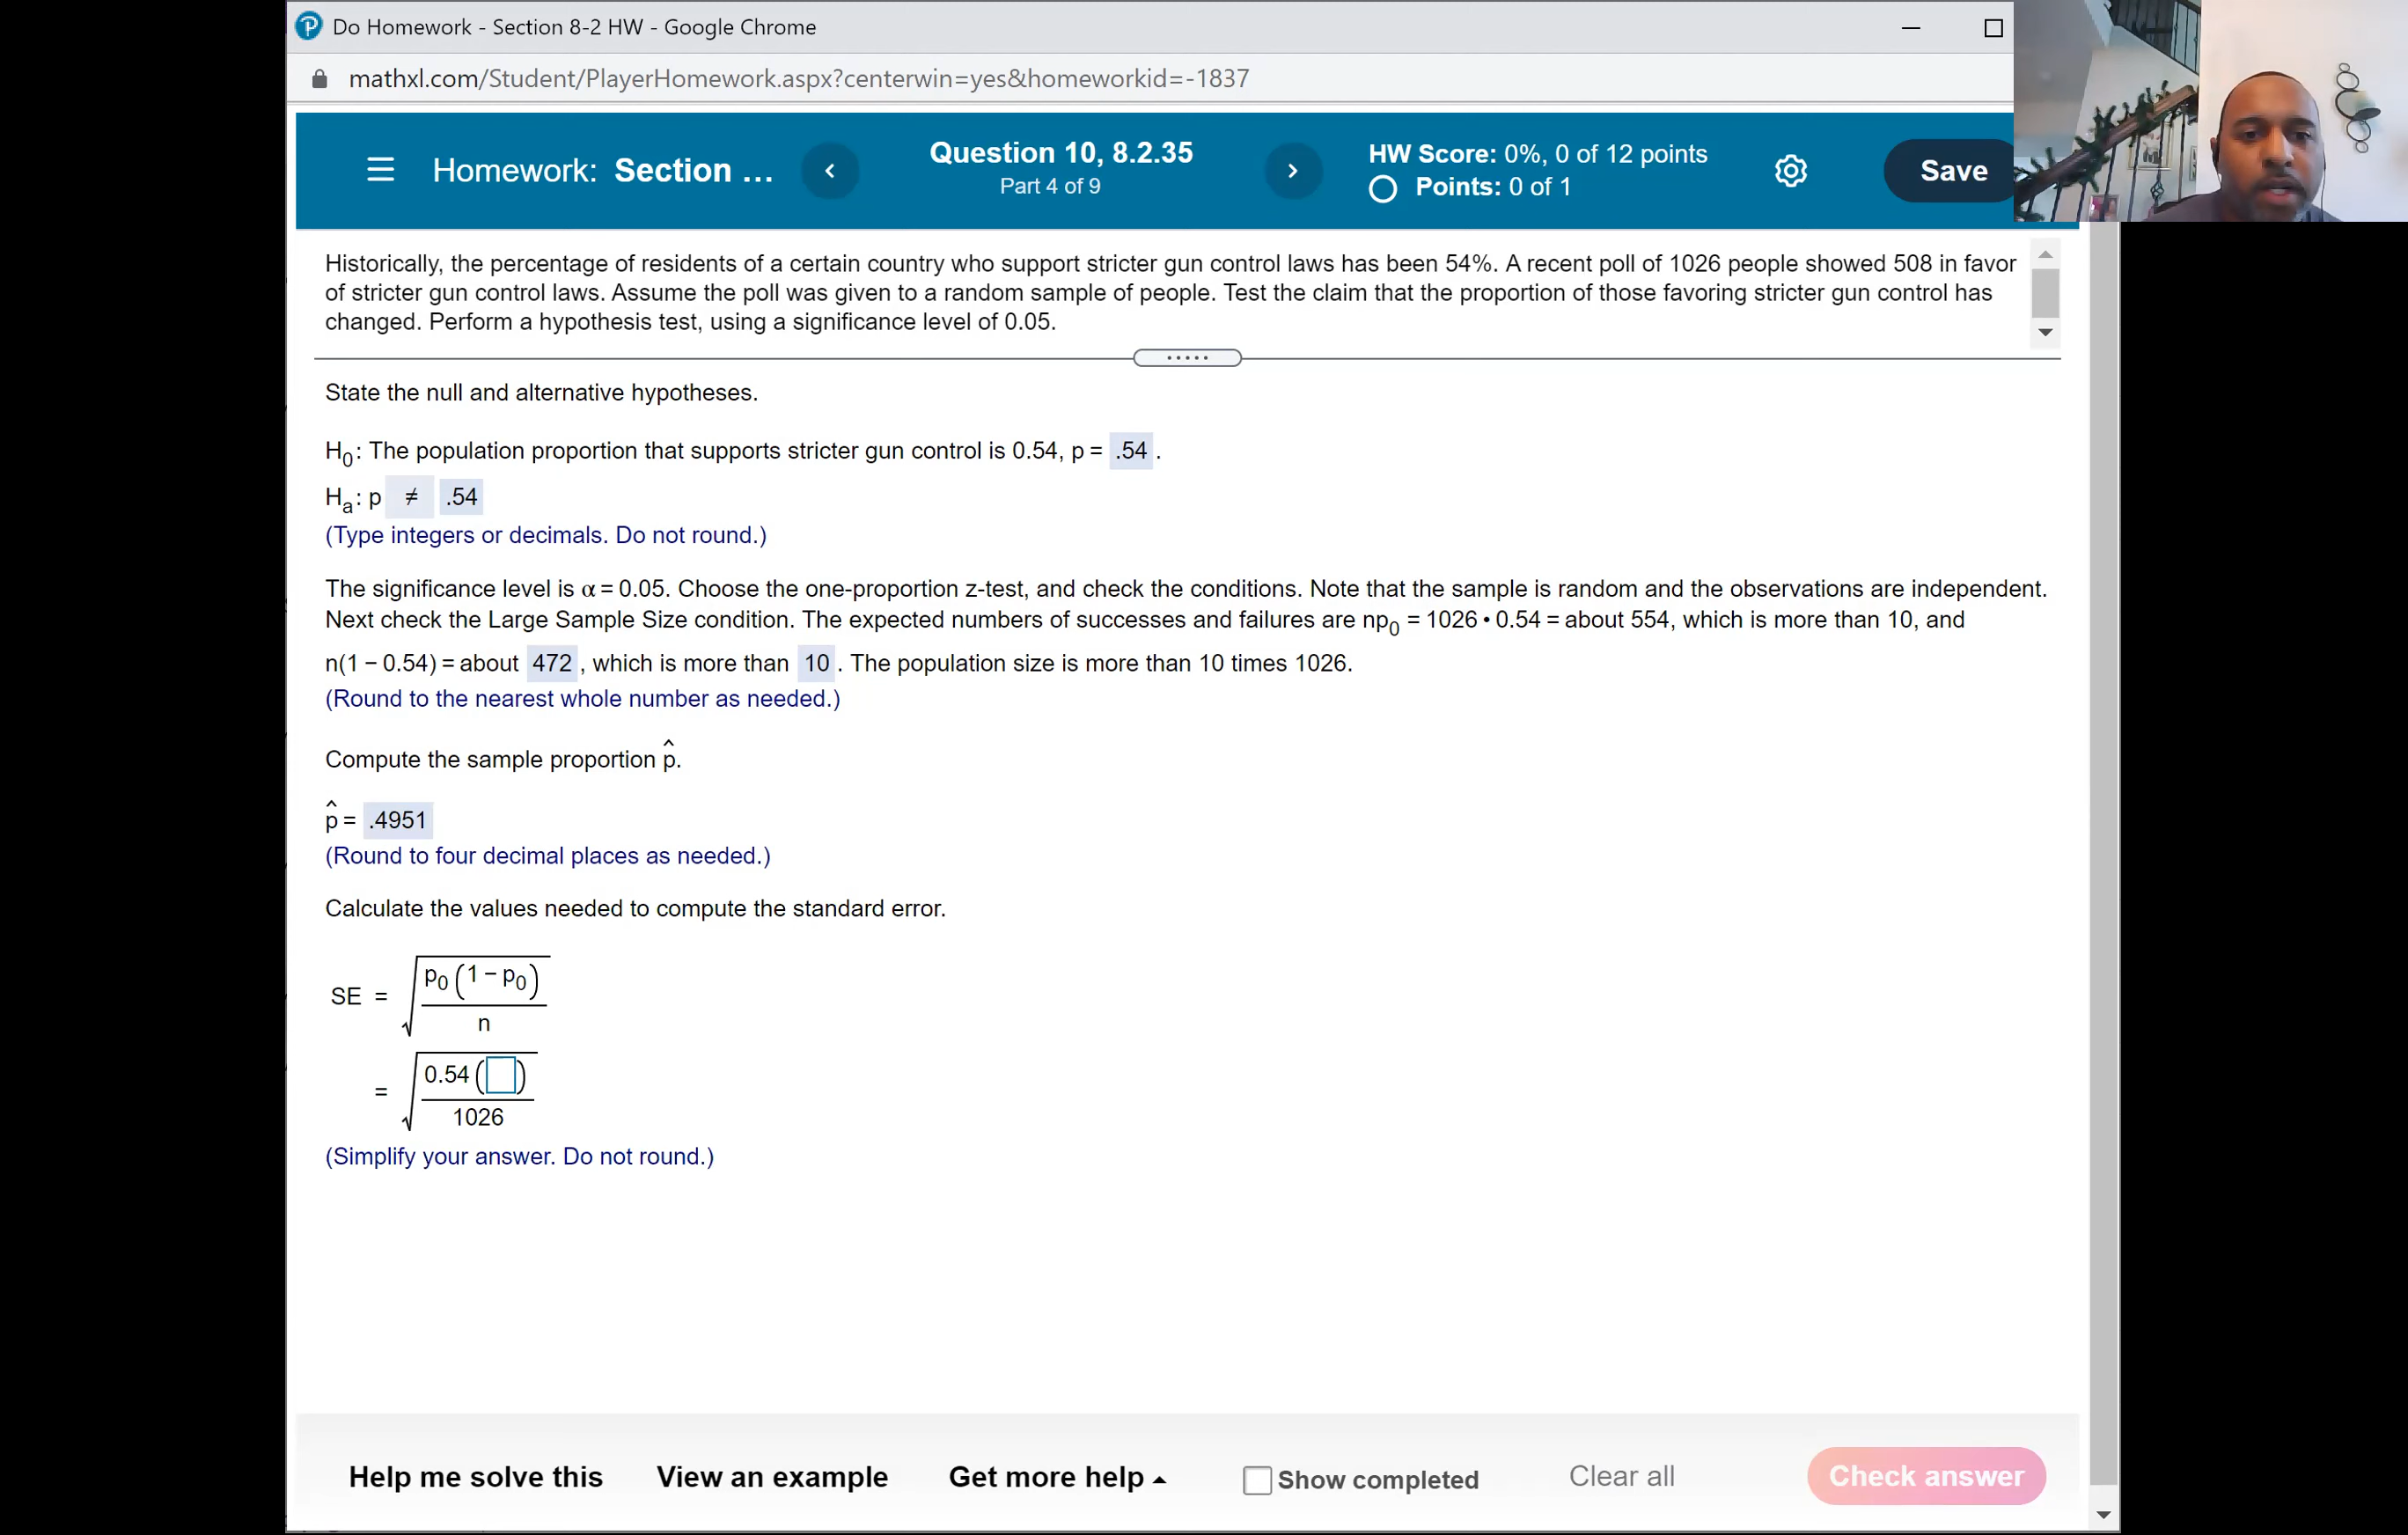 Do Homework - Section 8-2 HW - Google Chrome
mathxl.com/Student/PlayerHomework.aspx?centerwin=yes&homeworkid=-1837
Homework: Section ...
Question 10, 8.2.35
Part 4 of 9
HW Score: 0%, 0 of 12 points
Points: 0 of 1
Save
Historically, the percentage of residents of a certain country who support stricter gun control laws has been 54%. A recent poll of 1026 people showed 508 in favor
of stricter gun control laws. Assume the poll was given to a random sample of people. Test the claim that the proportion of those favoring stricter gun control has
changed. Perform a hypothesis test, using a significance level of 0.05.
State the null and alternative hypotheses.
H₀: The population proportion that supports stricter gun control is 0.54, p = .54 .
Hₐ: p ≠ .54
(Type integers or decimals. Do not round.)
The significance level is α = 0.05. Choose the one-proportion z-test, and check the conditions. Note that the sample is random and the observations are independent.
Next check the Large Sample Size condition. The expected numbers of successes and failures are np₀ = 1026 • 0.54 = about 554, which is more than 10, and
n(1 − 0.54) = about 472 , which is more than 10 . The population size is more than 10 times 1026.
(Round to the nearest whole number as needed.)
Compute the sample proportion p̂.
p̂ = .4951
(Round to four decimal places as needed.)
Calculate the values needed to compute the standard error.
SE = √ p₀(1 − p₀)
n
= √ 0.54( )
1026
(Simplify your answer. Do not round.)
Help me solve this
View an example
Get more help
Show completed
Clear all
Check answer